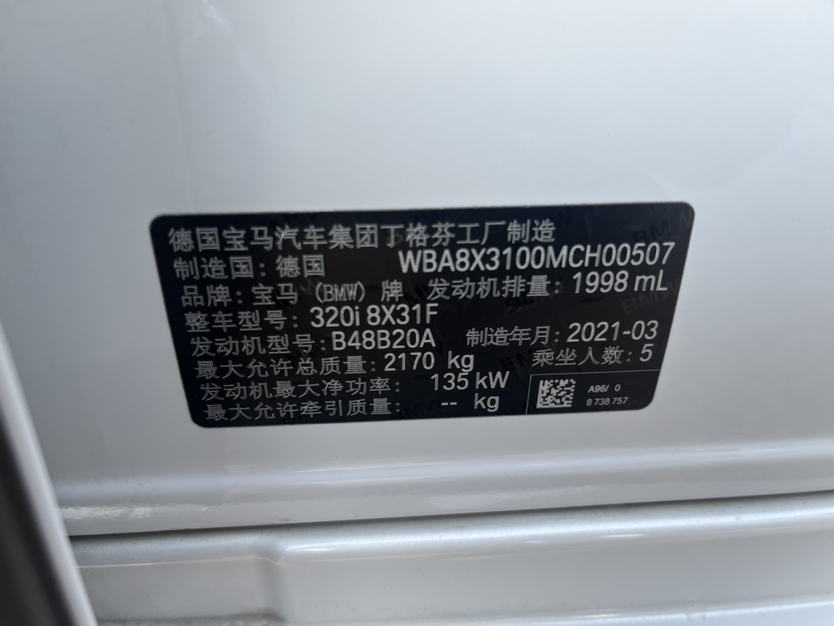 德国宝马汽车集团丁格芬工厂制造
制造国：德国 WBA8X3100MCH00507
品牌：宝马（BMW）牌 发动机排量：1998 mL
整车型号：320i 8X31F
发动机型号：B48B20A 制造年月：2021-03
最大允许总质量：2170 kg 乘坐人数：5
发动机最大净功率： 135 kW
最大允许牵引质量： -- kg
A96/ 0
8 738 757